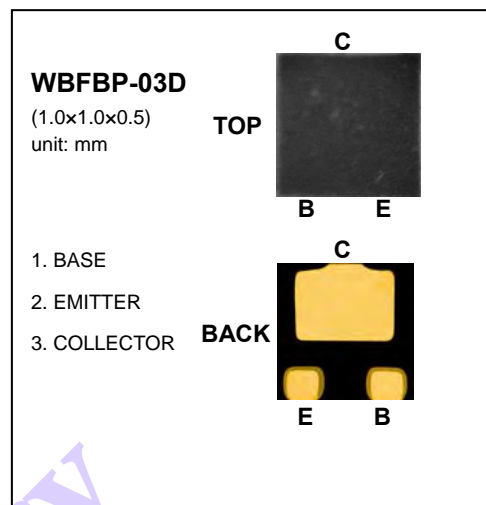 WBFBP-03D
(1.0×1.0×0.5)
unit: mm
TOP
C
B E
1. BASE
2. EMITTER
3. COLLECTOR
BACK
C
E B